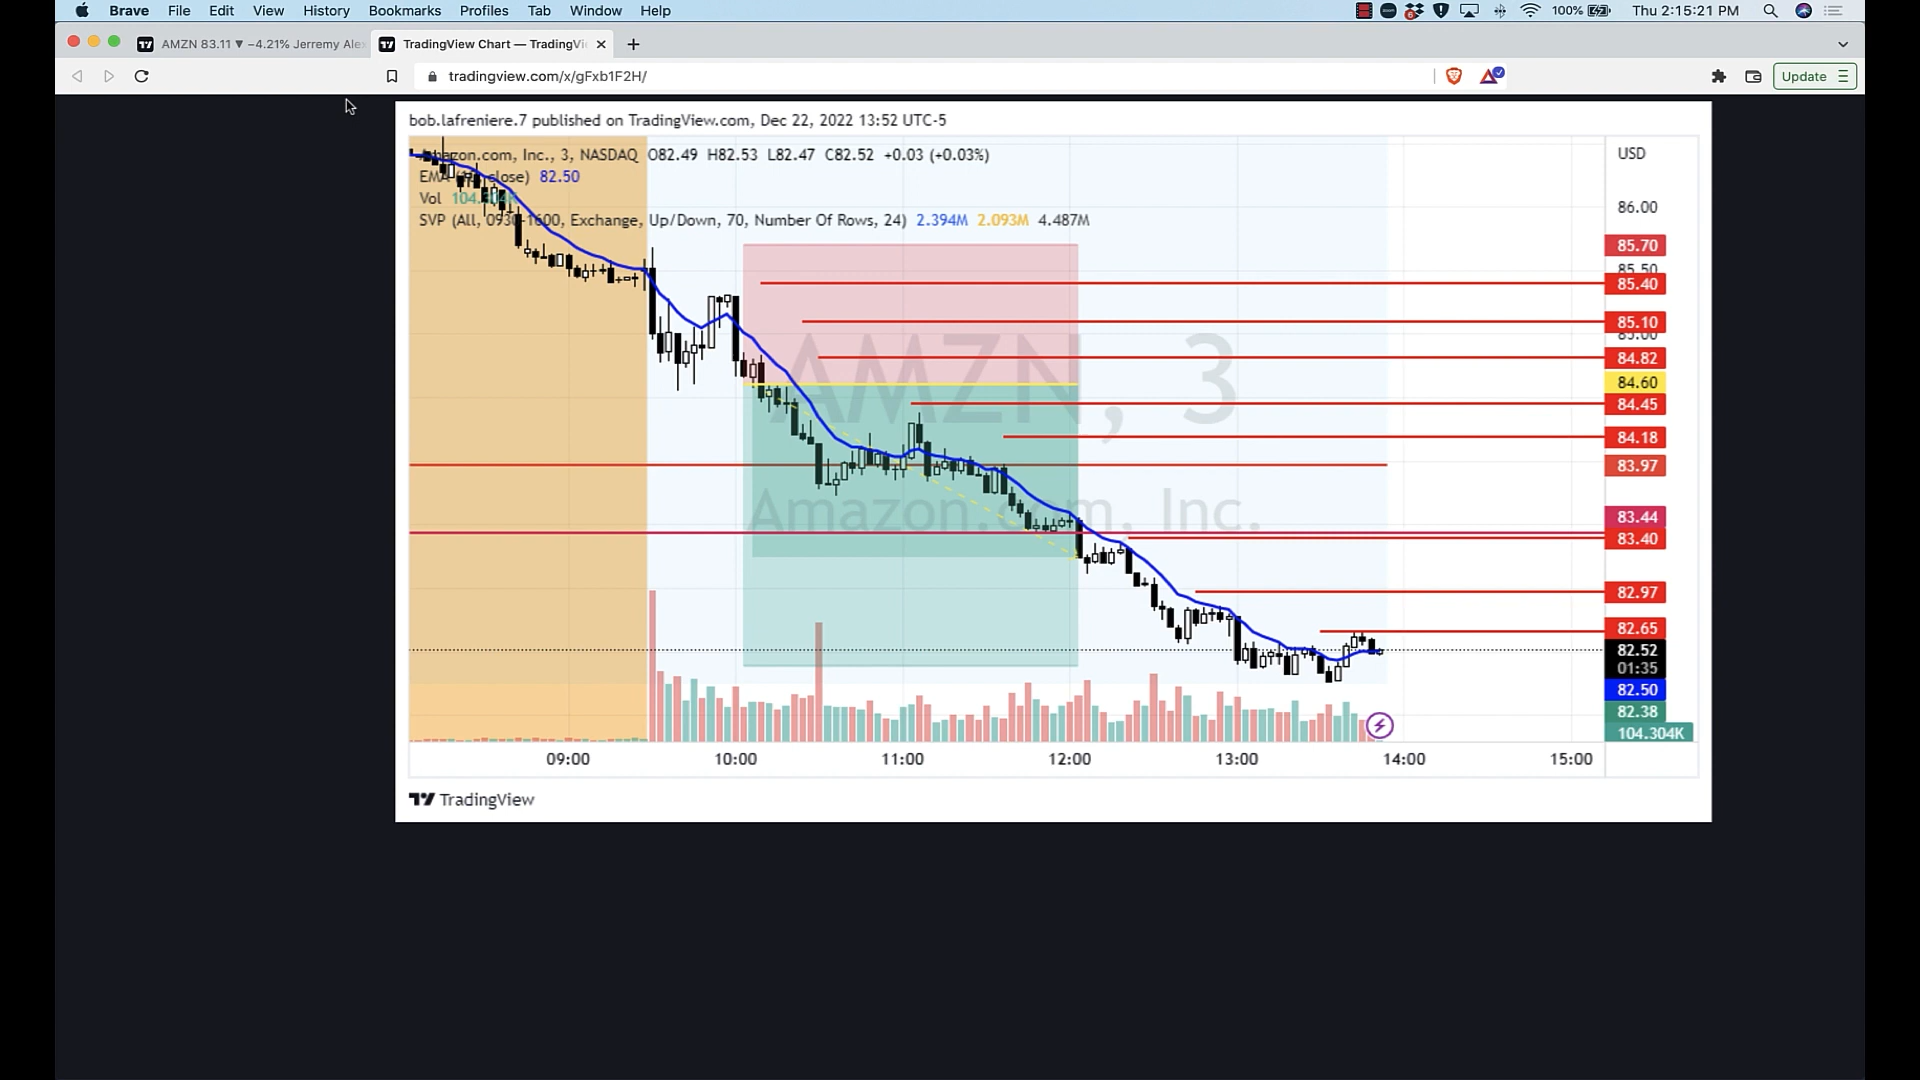 Brave File Edit View History Bookmarks Profiles Tab Window Help 100% Thu 2:15:21 PM
AMZN 83.11 ▼ −4.21% Jerremy Ale TradingView Chart — TradingVi
tradingview.com/x/gFxb1F2H/ Update
bob.lafreniere.7 published on TradingView.com, Dec 22, 2022 13:52 UTC-5
Amazon.com, Inc., 3, NASDAQ O82.49 H82.53 L82.47 C82.52 +0.03 (+0.03%)
EMA close) 82.50
Vol 104.304K
SVP (All, 0930-1600, Exchange, Up/Down, 70, Number Of Rows, 24) 2.394M 2.093M 4.487M
USD
86.00
85.70
85.50
85.40
85.10
85.00
84.82
84.60
84.45
84.18
83.97
83.44
83.40
82.97
82.65
82.52
01:35
82.50
82.38
104.304K
AMZN, 3
Amazon.com, Inc.
09:00 10:00 11:00 12:00 13:00 14:00 15:00
TradingView